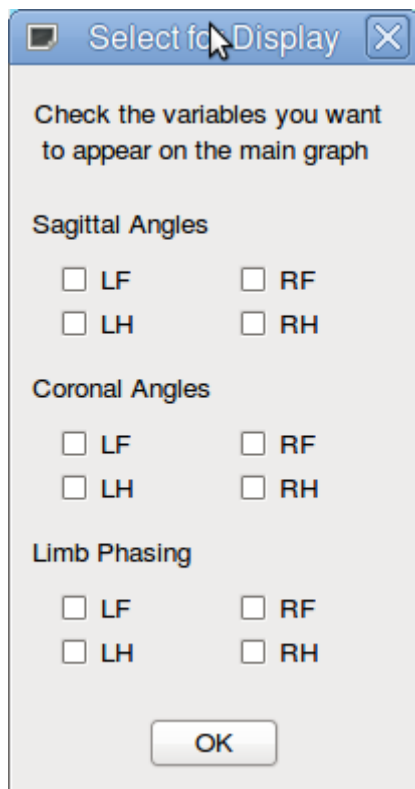 Select for Display
Check the variables you want
to appear on the main graph
Sagittal Angles
LF RF
LH RH
Coronal Angles
LF RF
LH RH
Limb Phasing
LF RF
LH RH
OK